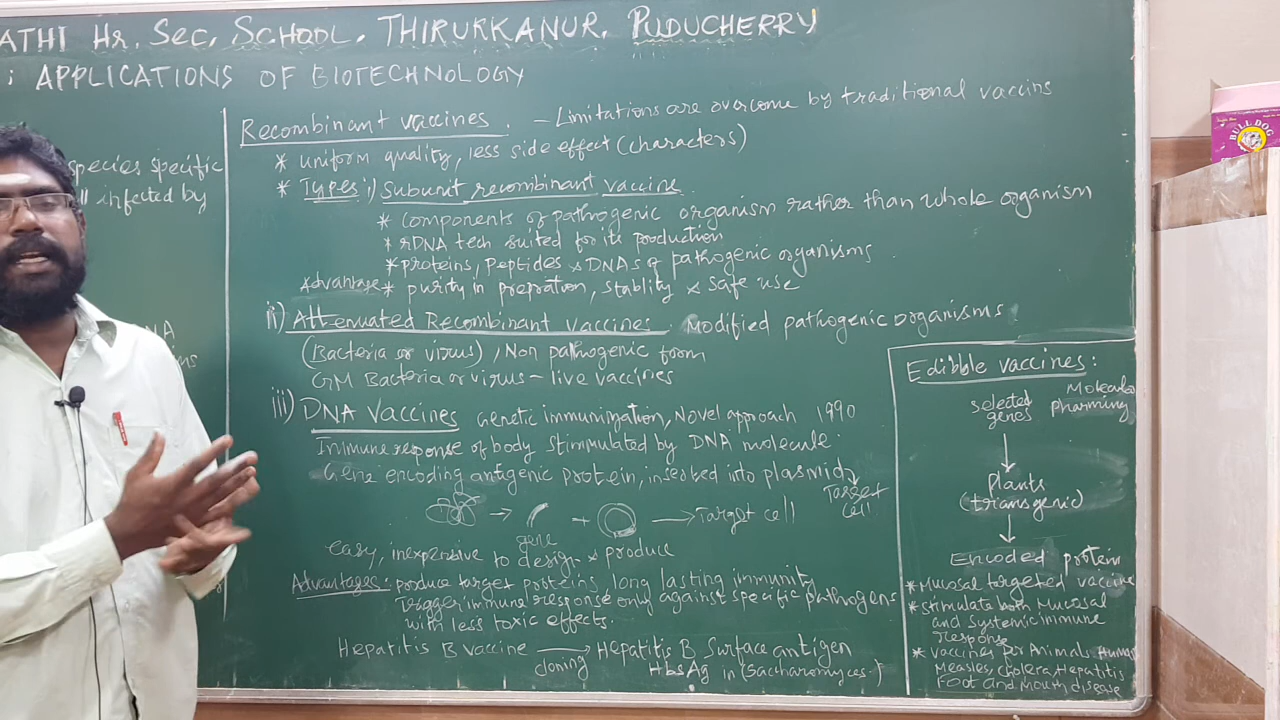 ATHI Hr. Sec. SCHOOL. THIRUKKANUR. PUDUCHERRY
: APPLICATIONS OF BIOTECHNOLOGY
species specific
infected by
Recombinant vaccines. - Limitations are overcome by traditional vaccins
* uniform quality, less side effect (characters)
* Types: i) Subunit recombinant vaccine
* components of pathogenic organism rather than whole organism
* rDNA tech suited for its production
* proteins, Peptides & DNAs of pathogenic organisms
Advantage * purity in prepration, stablity & safe use
ii) Attenuated Recombinant vaccines. Modified pathogenic organisms
(Bacteria or virus), Non pathogenic form
GM Bacteria or virus - live vaccines
iii) DNA Vaccines Genetic immunization, Novel approach 1990
Immune response of body stimulated by DNA molecule.
Gene encoding antigenic protein, inserted into plasmid
Target cell
gene + → Target cell
easy, inexpensive to design & produce
Advantages: produce target proteins, long lasting immunity
Trigger immune response only against specific pathogens
with less toxic effects.
Hepatitis B vaccine → Hepatitis B Surface antigen
cloning HbsAg in (Saccharomyces.)
Edibble vaccines:
selected genes
Molecular pharming
Plants
(transgenic)
Encoded protein
* Mucosal targeted vaccine
* stimulate both Mucosal
and Systemic immune
Response
* vaccines for Animals Human
Measles, cholera, Hepatitis
Foot and Mouth disease
BULL DOG